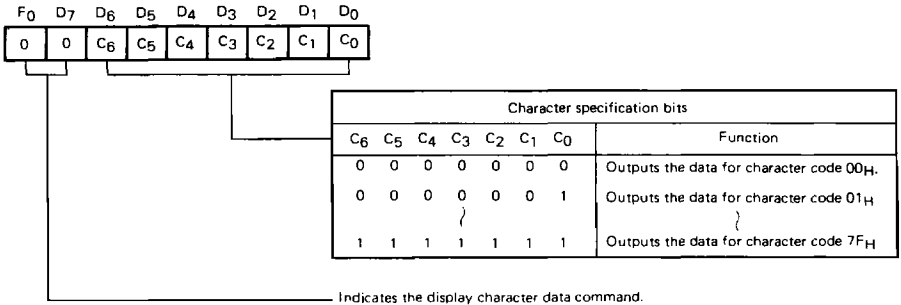 F0 D7 D6 D5 D4 D3 D2 D1 D0
0 0 C6 C5 C4 C3 C2 C1 C0
Character specification bits
C6 C5 C4 C3 C2 C1 C0 Function
0 0 0 0 0 0 0 Outputs the data for character code 00H.
0 0 0 0 0 0 1 Outputs the data for character code 01H
1 1 1 1 1 1 1 Outputs the data for character code 7FH
Indicates the display character data command.